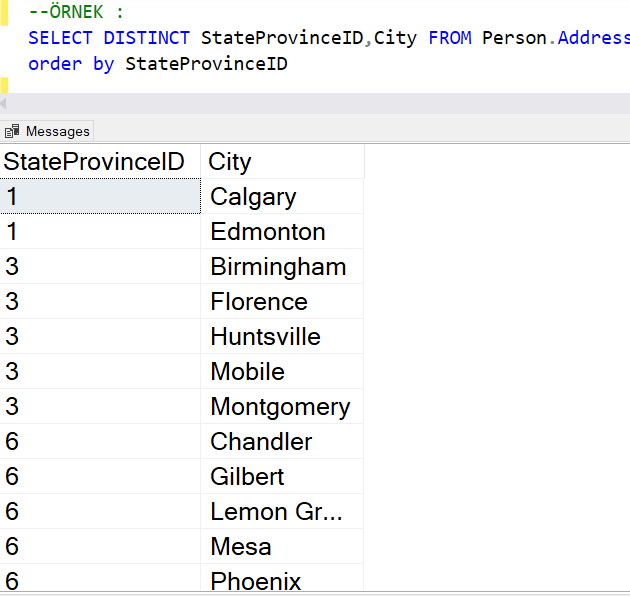 --ÖRNEK :
SELECT DISTINCT StateProvinceID,City FROM Person.Address
order by StateProvinceID
Messages
StateProvinceID City
1 Calgary
1 Edmonton
3 Birmingham
3 Florence
3 Huntsville
3 Mobile
3 Montgomery
6 Chandler
6 Gilbert
6 Lemon Gr...
6 Mesa
6 Phoenix